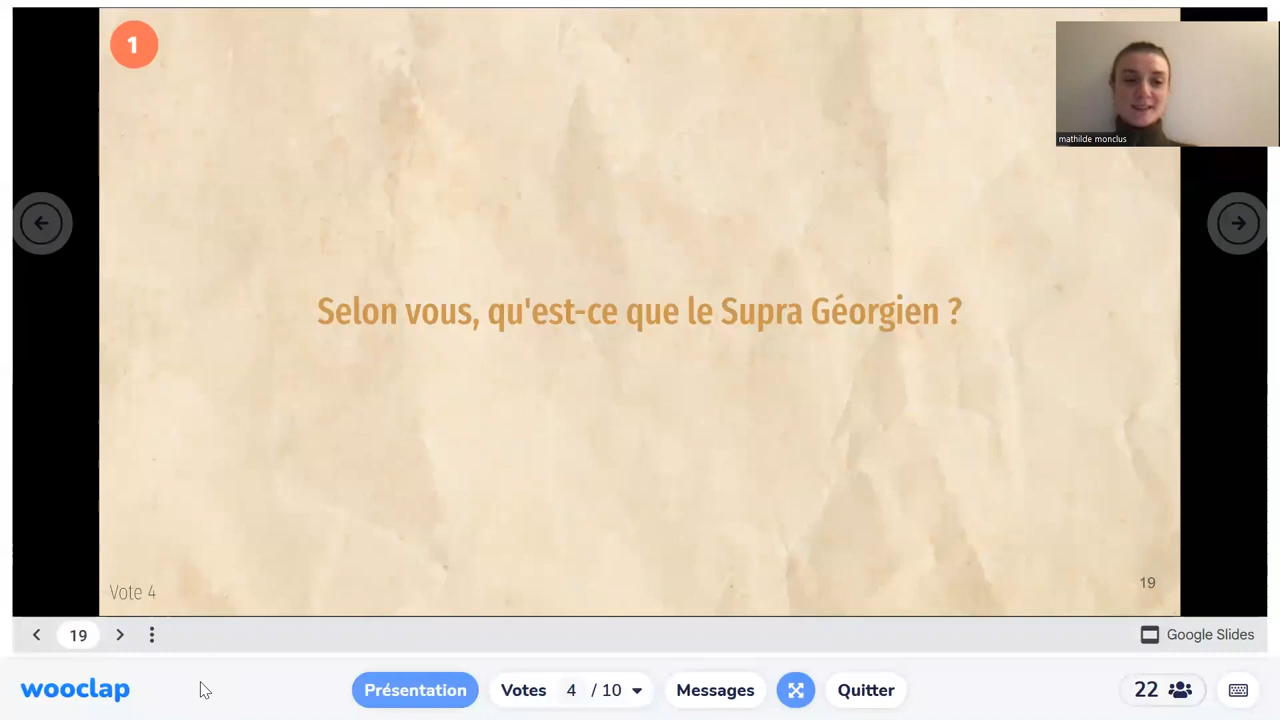 1
mathilde monclus
Selon vous, qu'est-ce que le Supra Géorgien ?
Vote 4
19
19
Google Slides
wooclap
Présentation
Votes 4 / 10
Messages
Quitter
22